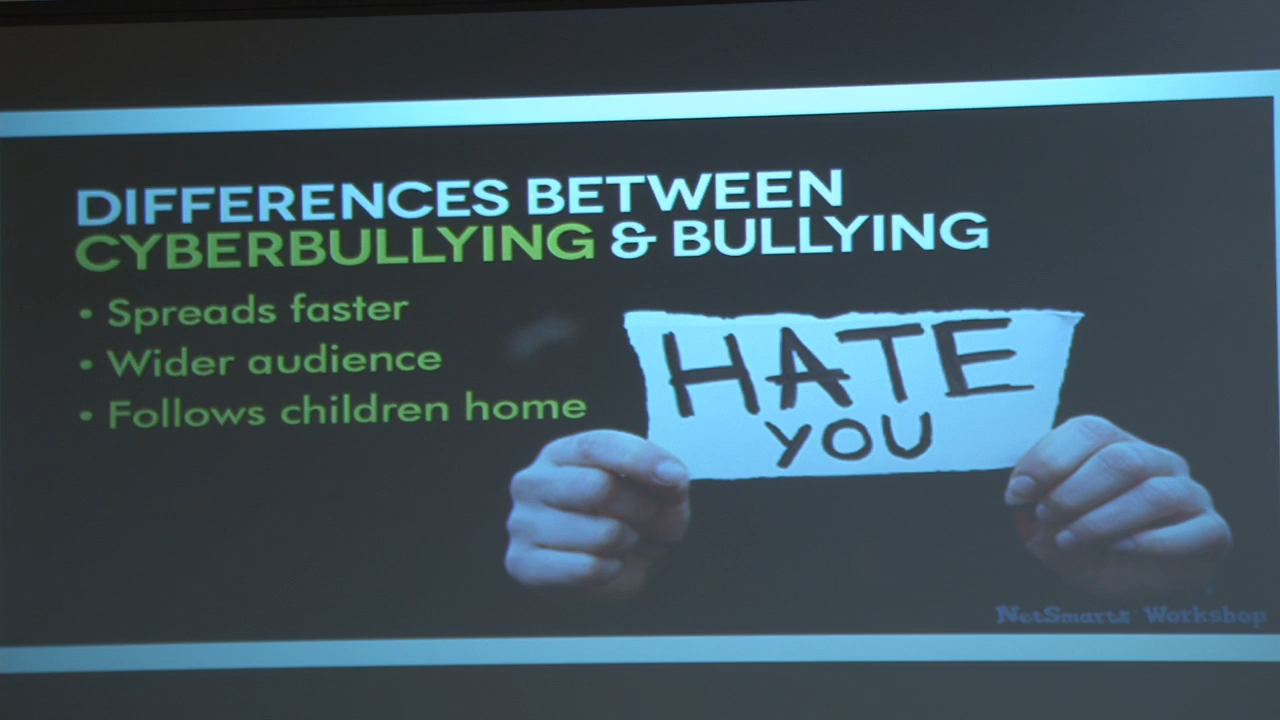 DIFFERENCES BETWEEN
CYBERBULLYING & BULLYING
• Spreads faster
• Wider audience
• Follows children home
HATE
YOU
NetSmartz Workshop